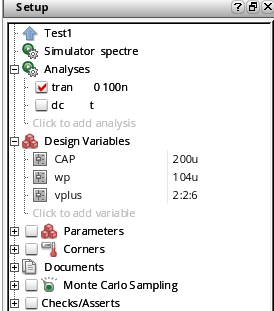 Setup
Test1
Simulator spectre
Analyses
tran 0 100n
dc t
Click to add analysis
Design Variables
CAP 200u
wp 104u
vplus 2:2:6
Click to add variable
Parameters
Corners
Documents
Monte Carlo Sampling
Checks/Asserts